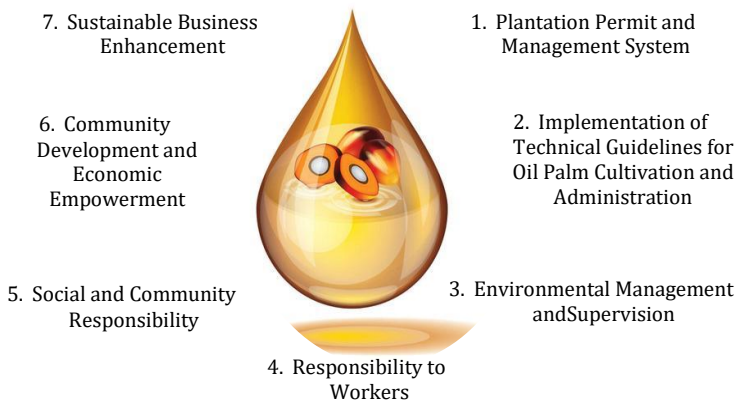 1. Plantation Permit and
Management System
2. Implementation of
Technical Guidelines for
Oil Palm Cultivation and
Administration
3. Environmental Management
andSupervision
4. Responsibility to
Workers
5. Social and Community
Responsibility
6. Community
Development and
Economic
Empowerment
7. Sustainable Business
Enhancement